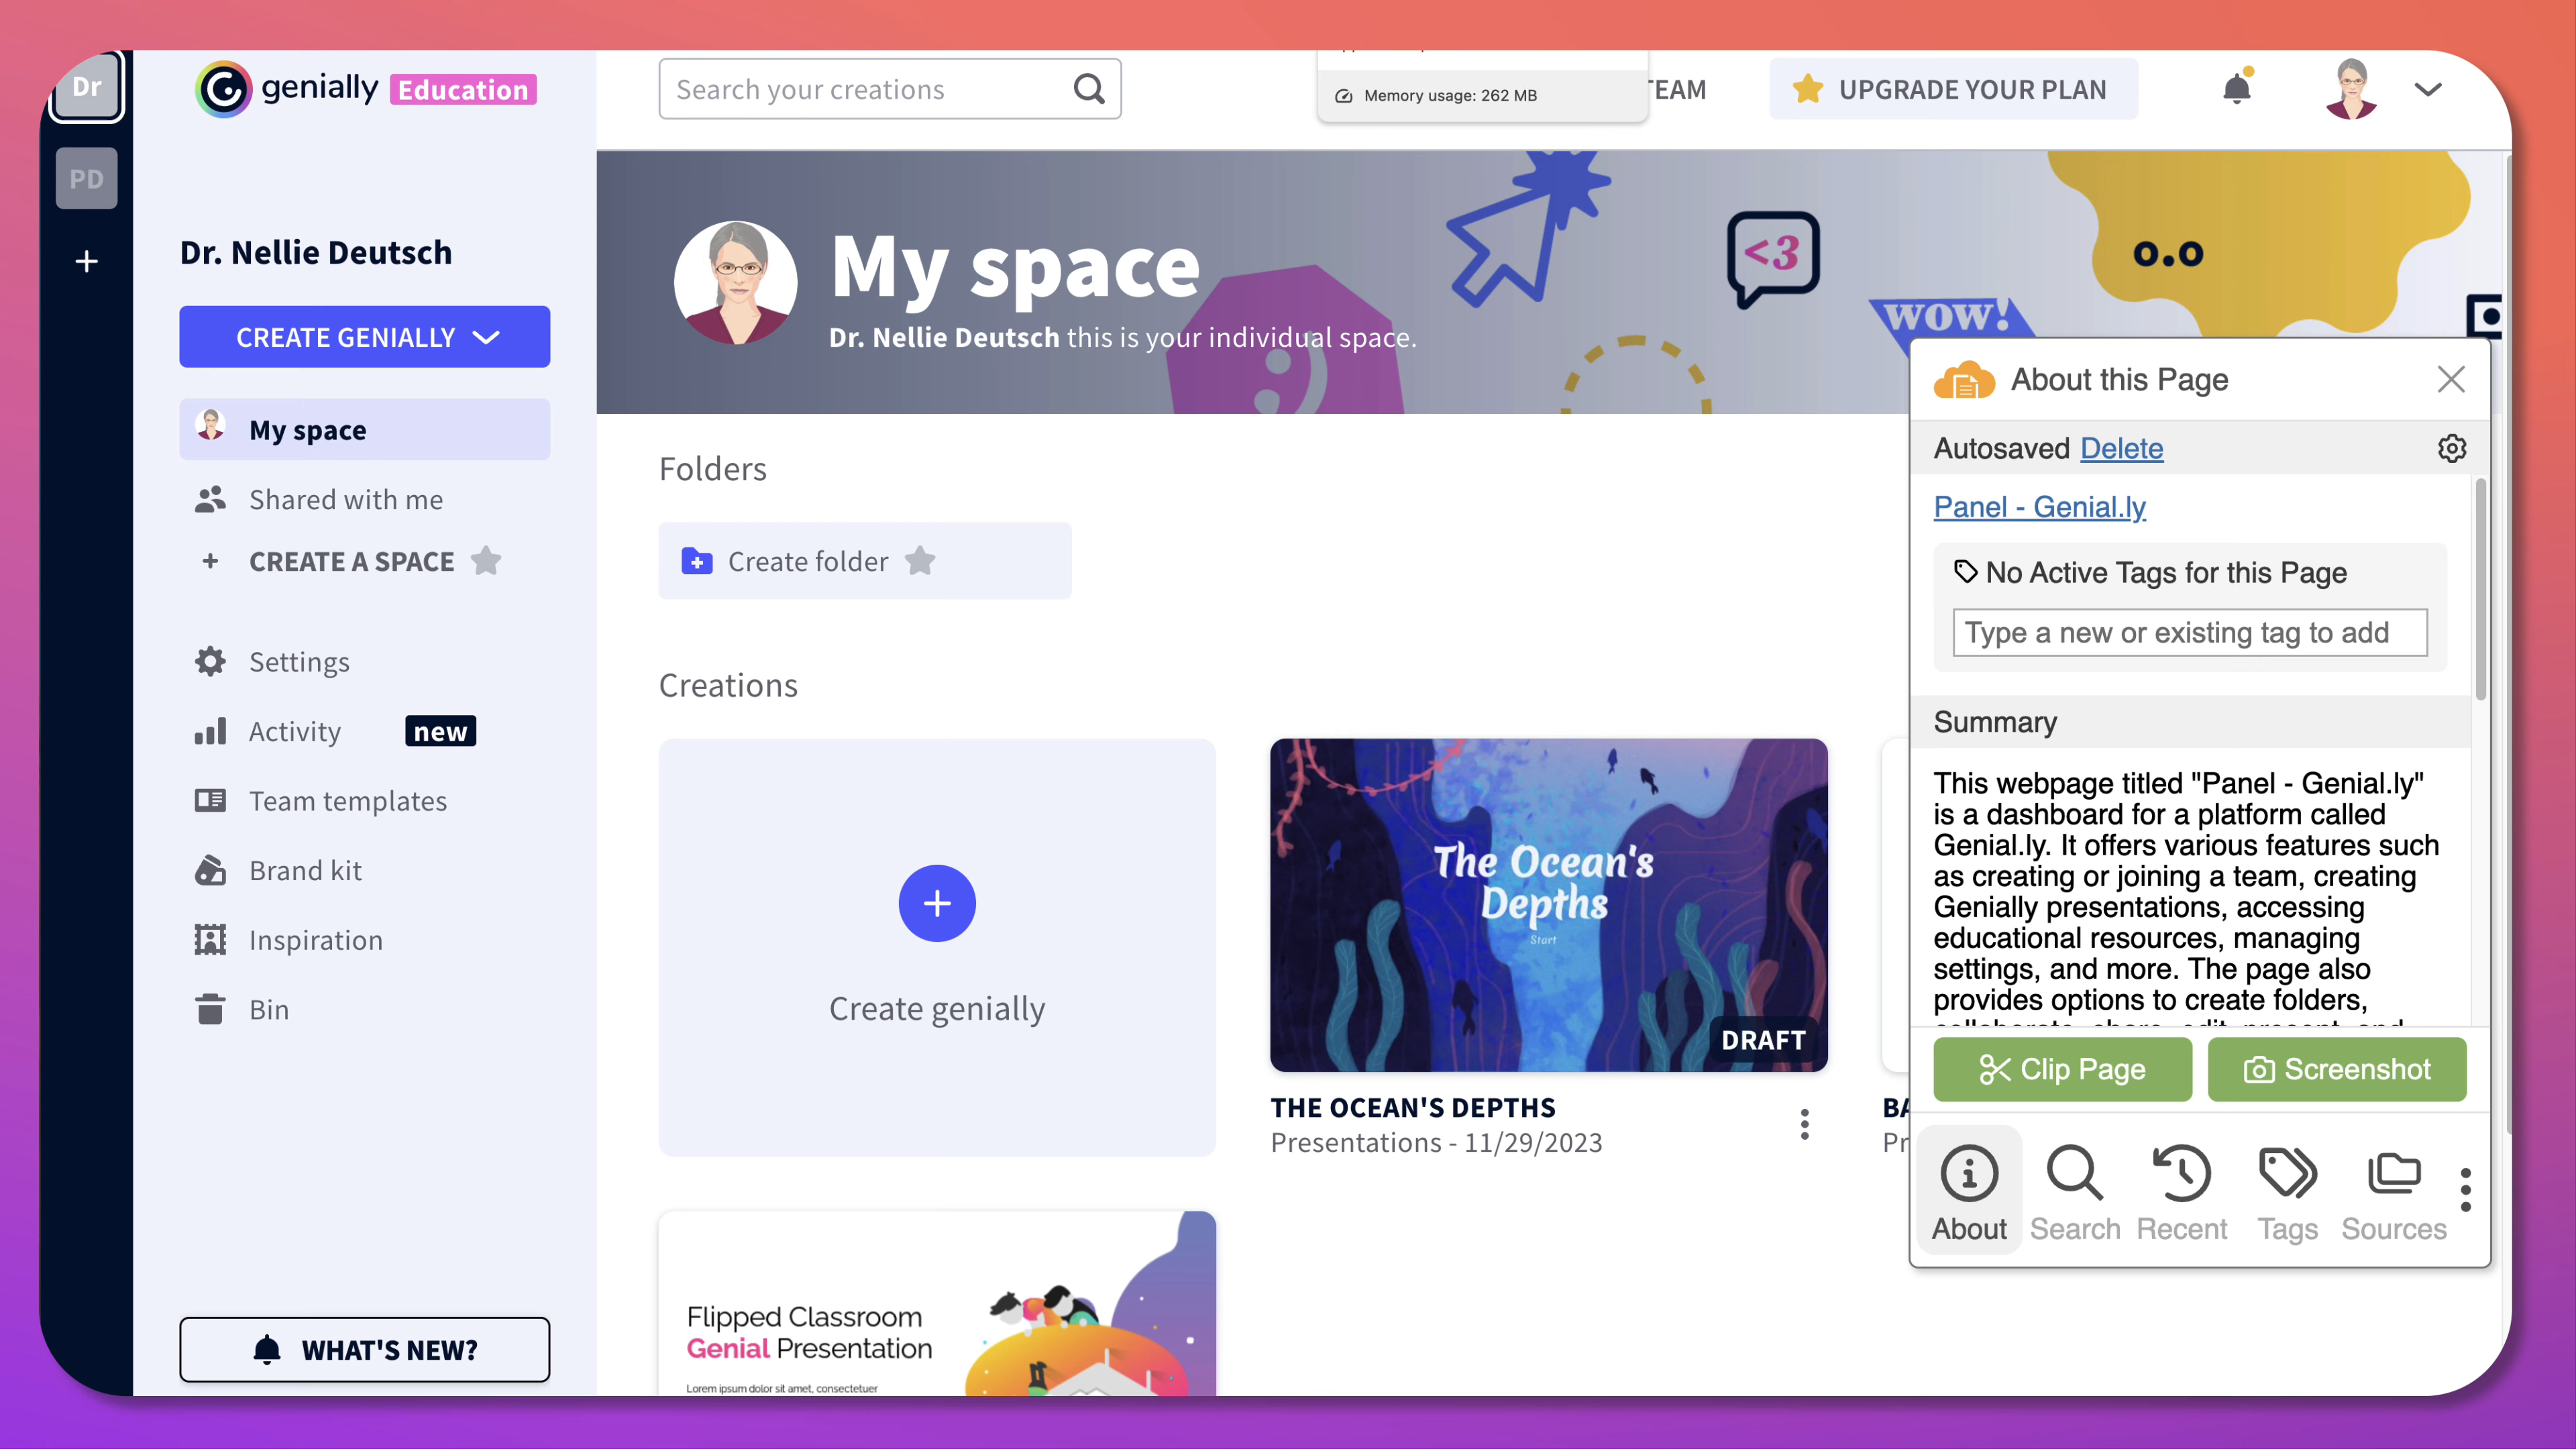 Dr
PD
genially Education
Dr. Nellie Deutsch
CREATE GENIALLY
My space
Shared with me
CREATE A SPACE
Settings
Activity new
Team templates
Brand kit
Inspiration
Bin
WHAT'S NEW?
Search your creations
Memory usage: 262 MB
TEAM
UPGRADE YOUR PLAN
My space
Dr. Nellie Deutsch this is your individual space.
<3
WOW!
o.o
Folders
Create folder
Creations
Create genially
The Ocean's
Depths
Start
DRAFT
THE OCEAN'S DEPTHS
Presentations - 11/29/2023
Flipped Classroom
Genial Presentation
Lorem ipsum dolor sit amet, consectetuer
About this Page
Autosaved Delete
Panel - Genial.ly
No Active Tags for this Page
Type a new or existing tag to add
Summary
This webpage titled "Panel - Genial.ly"
is a dashboard for a platform called
Genial.ly. It offers various features such
as creating or joining a team, creating
Genially presentations, accessing
educational resources, managing
settings, and more. The page also
provides options to create folders,
Clip Page
Screenshot
About
Search
Recent
Tags
Sources